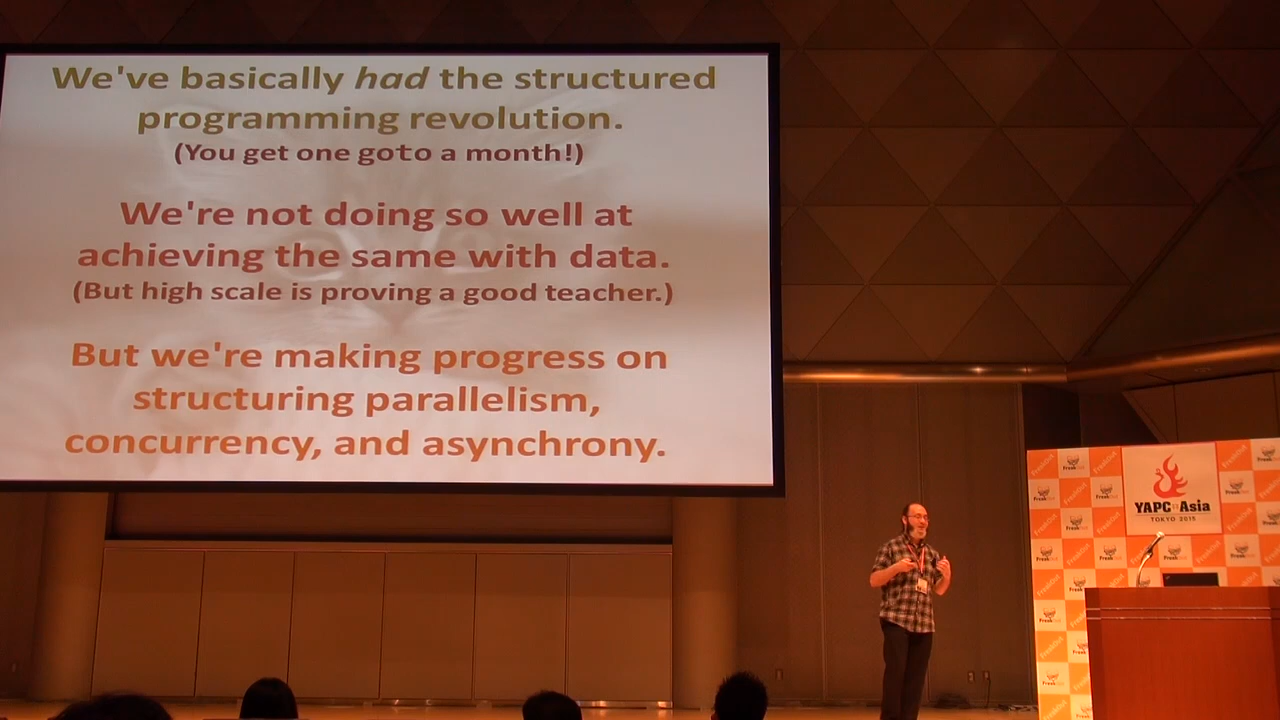 We've basically had the structured
programming revolution.
(You get one goto a month!)
We're not doing so well at
achieving the same with data.
(But high scale is proving a good teacher.)
But we're making progress on
structuring parallelism,
concurrency, and asynchrony.
YAPC Asia
TOKYO 2015
FreakOut